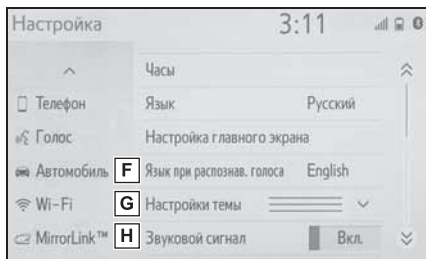 Настройка 3:11
Часы
Телефон Язык Русский
Голос Настройка главного экрана
Автомобиль F Язык при распознав. голоса English
Wi-Fi G Настройки темы
MirrorLink™ H Звуковой сигнал Вкл.